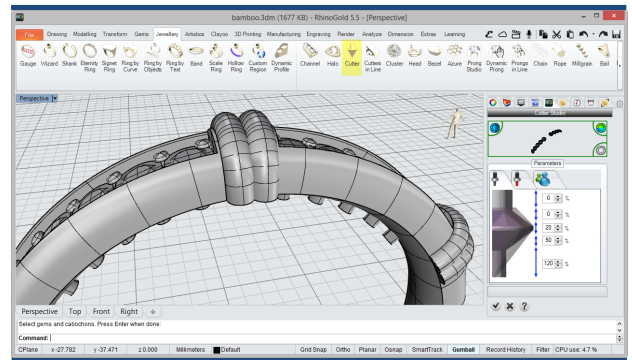 bamboo.3dm (1677 KB) - RhinoGold 5.5 - [Perspective]
File Drawing Modelling Transform Gems Jewellery Artistics Clayoo 3D Printing Manufacturing Engraving Render Analyze Dimension Extras Learning
Gauge Wizard Shank Eternity Ring Signet Ring Ring by Curve Ring by Objects Ring by Text Band Scale Ring Hollow Ring Custom Region Dynamic Profile Channel Halo Cutter Cutters in Line Cluster Head Bezel Azure Prong Studio Dynamic Prong Prongs in Line Chain Rope Millgrain Bail
Perspective
Cutter Studio
Parameters
0 %
0 %
20 %
50 %
120 %
Perspective Top Front Right
Select gems and cabochons. Press Enter when done:
Command:
CPlane x -27.782 y -37.471 z 0.000 Millimeters Default Grid Snap Ortho Planar Osnap SmartTrack Gumball Record History Filter CPU use: 4.7 %